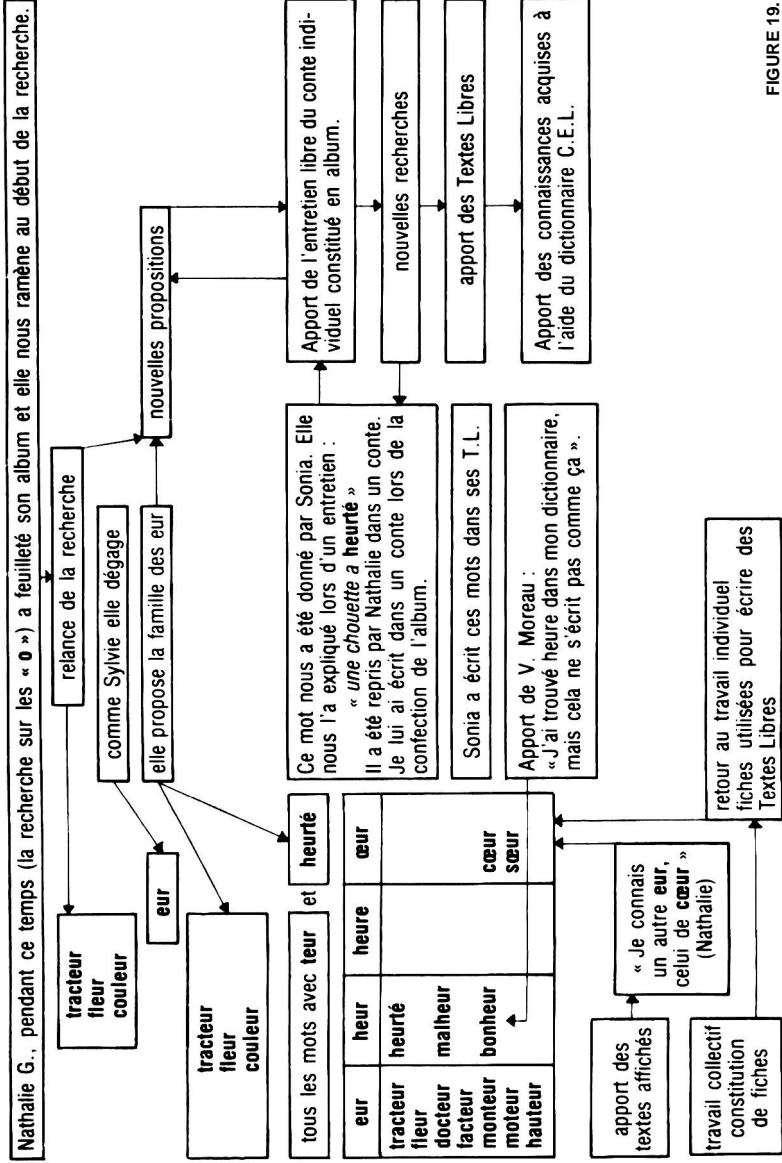 Nathalie G., pendant ce temps (la recherche sur les « o ») a feuilleté son album et elle nous ramène au début de la recherche.
relance de la recherche
tracteur
fleur
couleur
comme Sylvie elle dégage
eur
elle propose la famille des eur
nouvelles propositions
tracteur
fleur
couleur
tous les mots avec teur
et
heurté
Ce mot nous a été donné par Sonia. Elle
nous l'a expliqué lors d'un entretien :
« une chouette a heurté »
Il a été repris par Nathalie dans un conte.
Je lui ai écrit dans un conte lors de la
confection de l'album.
Apport de l'entretien libre du conte indi-
viduel constitué en album.
nouvelles recherches
Sonia a écrit ces mots dans ses T.L.
apport des Textes Libres
Apport de V. Moreau :
«J'ai trouvé heure dans mon dictionnaire,
mais cela ne s'écrit pas comme ça ».
Apport des connaissances acquises à
l'aide du dictionnaire C.E.L.
eur
heur
heure
œur
tracteur
fleur
docteur
facteur
monteur
moteur
hauteur
heurté
malheur
bonheur
cœur
sœur
apport des
textes affichés
« Je connais
un autre eur,
celui de cœur »
(Nathalie)
travail collectif
constitution
de fiches
retour au travail individuel
fiches utilisées pour écrire des
Textes Libres
FIGURE 19.